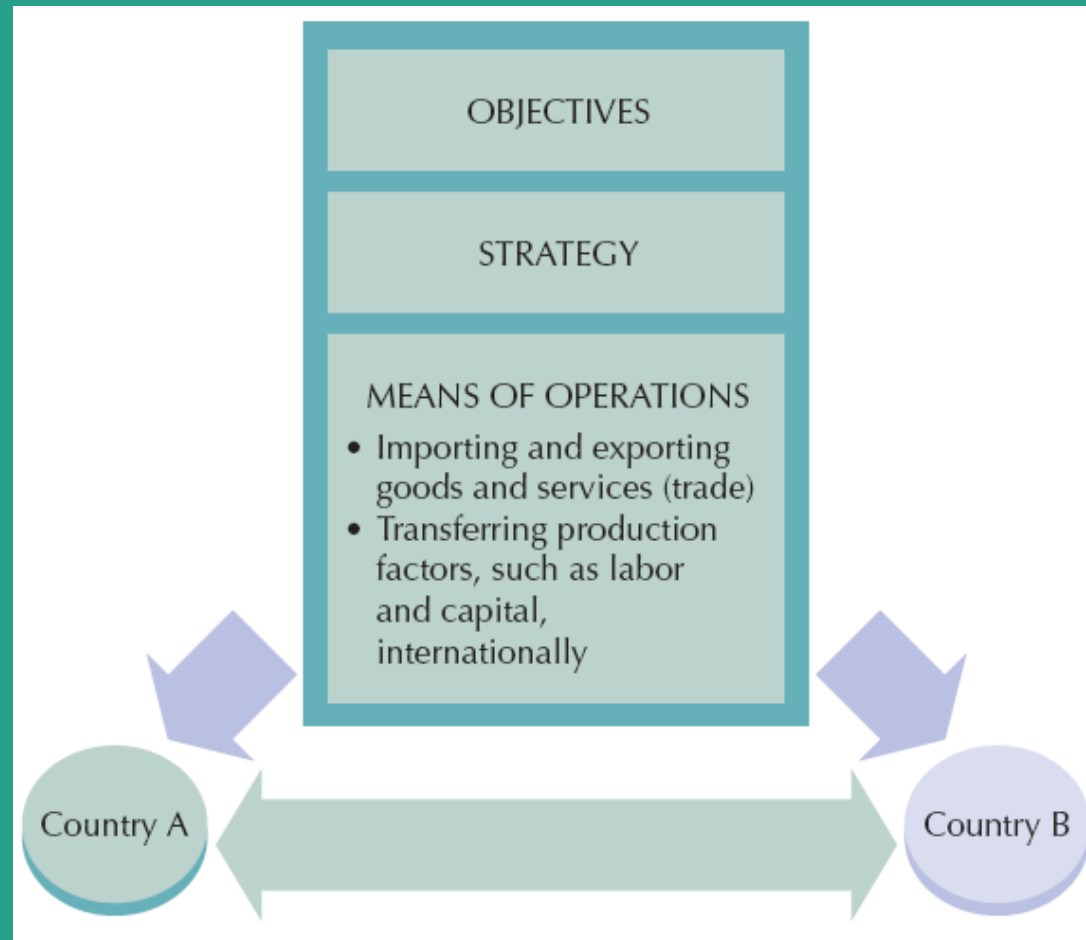 OBJECTIVES
STRATEGY
MEANS OF OPERATIONS
• Importing and exporting
goods and services (trade)
• Transferring production
factors, such as labor
and capital,
internationally
Country A
Country B